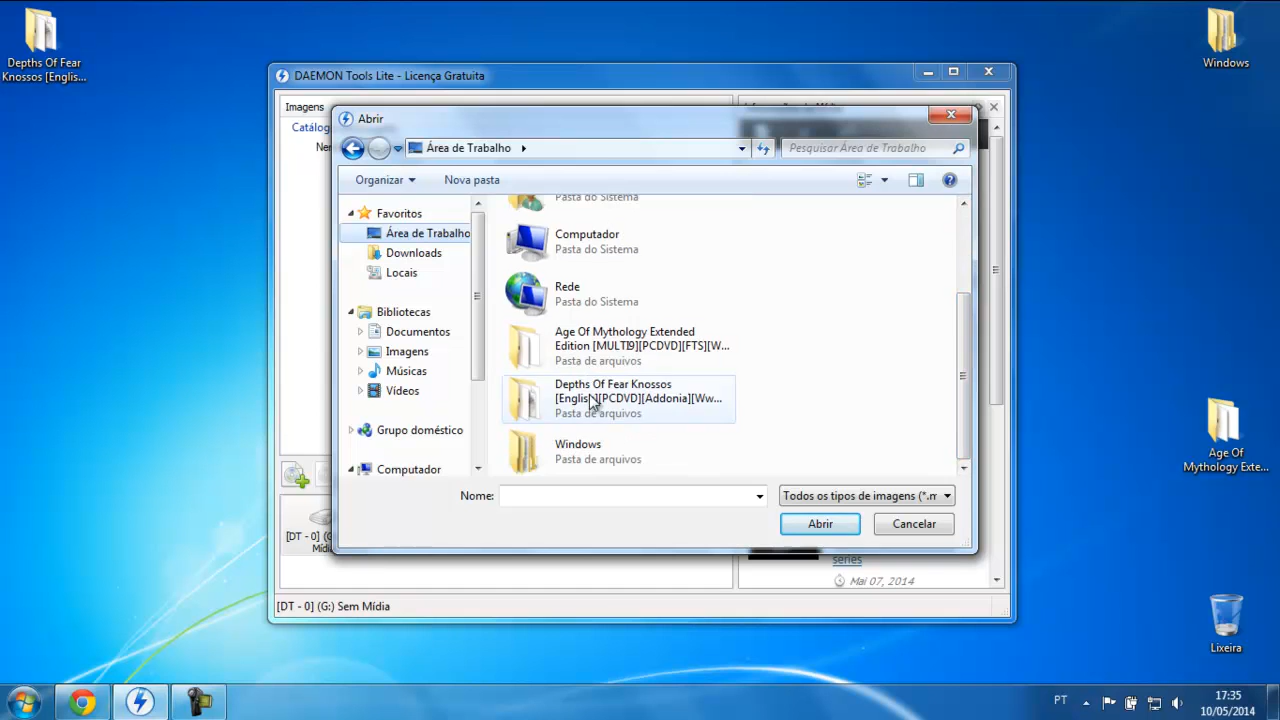 Depths Of Fear
Knossos [Englis...
Windows
DAEMON Tools Lite - Licença Gratuita
Imagens
Abrir
Catálog
Área de Trabalho
Pesquisar Área de Trabalho
Organizar
Nova pasta
Favoritos
Área de Trabalho
Downloads
Locais
Bibliotecas
Documentos
Imagens
Músicas
Vídeos
Grupo doméstico
Computador
Pasta do Sistema
Computador
Pasta do Sistema
Rede
Pasta do Sistema
Age Of Mythology Extended
Edition [MULTI9][PCDVD][FTS][W...
Pasta de arquivos
Depths Of Fear Knossos
[English][PCDVD][Addonia][Ww...
Pasta de arquivos
Windows
Pasta de arquivos
Nome:
Todos os tipos de imagens (*.m
Abrir
Cancelar
[DT - 0] (G
series
Mai 07, 2014
[DT - 0] (G:) Sem Mídia
Age Of
Mythology Exte...
Lixeira
PT
17:35
10/05/2014